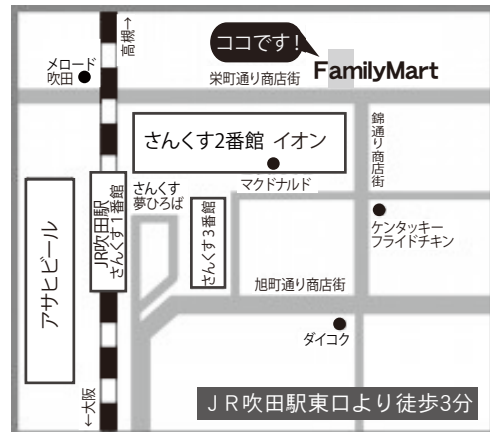 高槻→
ココです!
メロード
吹田
栄町通り商店街
FamilyMart
さんくす2番館 イオン
マクドナルド
錦通り商店街
アサヒビール
JR吹田駅
さんくす1番館
さんくす
夢ひろば
さんくす3番館
ケンタッキー
フライドチキン
旭町通り商店街
ダイコク
←大阪
JR吹田駅東口より徒歩3分